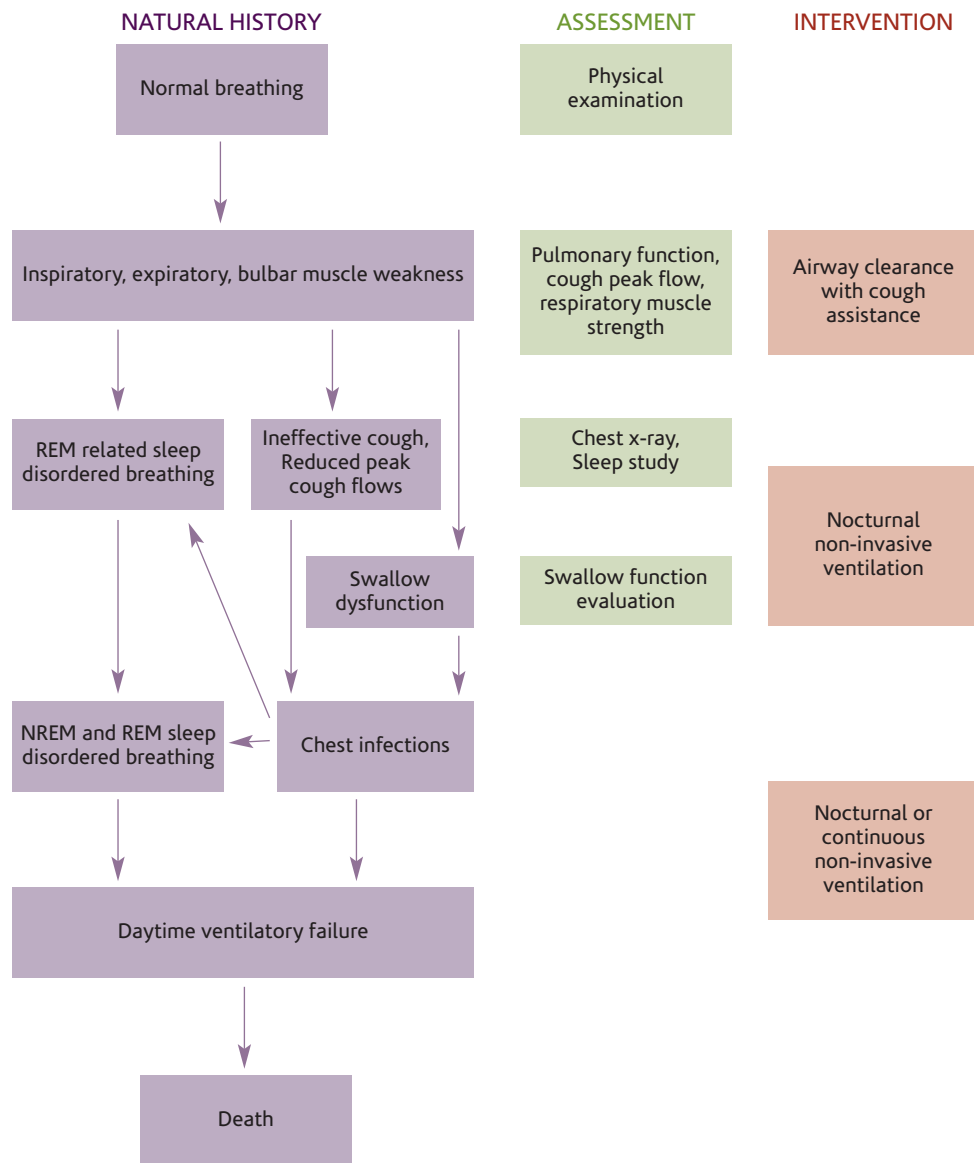 NATURAL HISTORY
ASSESSMENT
INTERVENTION
Normal breathing
Physical
examination
Inspiratory, expiratory, bulbar muscle weakness
Pulmonary function,
cough peak flow,
respiratory muscle
strength
Airway clearance
with cough
assistance
REM related sleep
disordered breathing
Ineffective cough,
Reduced peak
cough flows
Chest x-ray,
Sleep study
Nocturnal
non-invasive
ventilation
Swallow
dysfunction
Swallow function
evaluation
NREM and REM sleep
disordered breathing
Chest infections
Nocturnal or
continuous
non-invasive
ventilation
Daytime ventilatory failure
Death